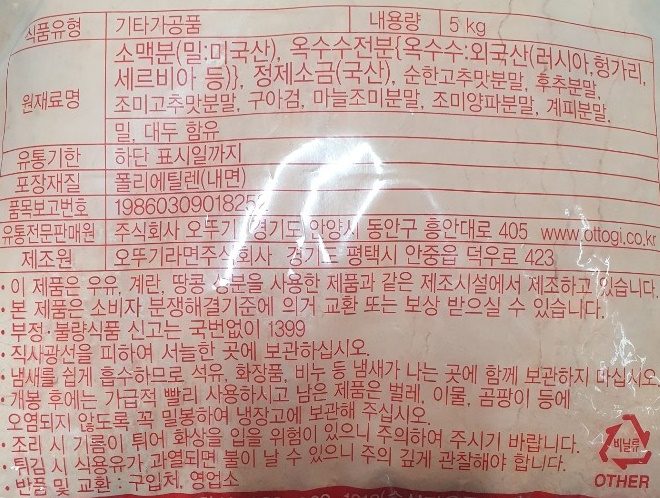 식품유형 기타가공품 내용량 5 kg
원재료명 소맥분(밀:미국산), 옥수수전분{옥수수:외국산(러시아,헝가리,
세르비아 등)}, 정제소금(국산), 순한고추맛분말, 후추분말,
조미고추맛분말, 구아검, 마늘조미분말, 조미양파분말, 계피분말.
밀, 대두 함유
유통기한 하단 표시일까지
포장재질 폴리에틸렌(내면)
품목보고번호 1986030901825
유통전문판매원 주식회사 오뚜기 경기도 안양시 동안구 흥안대로 405 www.ottogi.co.kr
제조원 오뚜기라면주식회사 경기도 평택시 안중읍 덕우로 423
• 이 제품은 우유, 계란, 땅콩 성분을 사용한 제품과 같은 제조시설에서 제조하고 있습니다.
• 본 제품은 소비자 분쟁해결기준에 의거 교환 또는 보상 받으실 수 있습니다.
• 부정·불량식품 신고는 국번없이 1399
• 직사광선을 피하여 서늘한 곳에 보관하십시오.
• 냄새를 쉽게 흡수하므로 석유, 화장품, 비누 등 냄새가 나는 곳에 함께 보관하지 마십시오.
• 개봉 후에는 가급적 빨리 사용하시고 남은 제품은 벌레, 이물, 곰팡이 등에
오염되지 않도록 꼭 밀봉하여 냉장고에 보관해 주십시오.
• 조리 시 기름이 튀어 화상을 입을 위험이 있으니 주의하여 주시기 바랍니다.
• 튀김 시 식용유가 과열되면 불이 날 수 있으니 주의 깊게 관찰해야 합니다.
• 반품 및 교환 : 구입처, 영업소
비닐류
OTHER